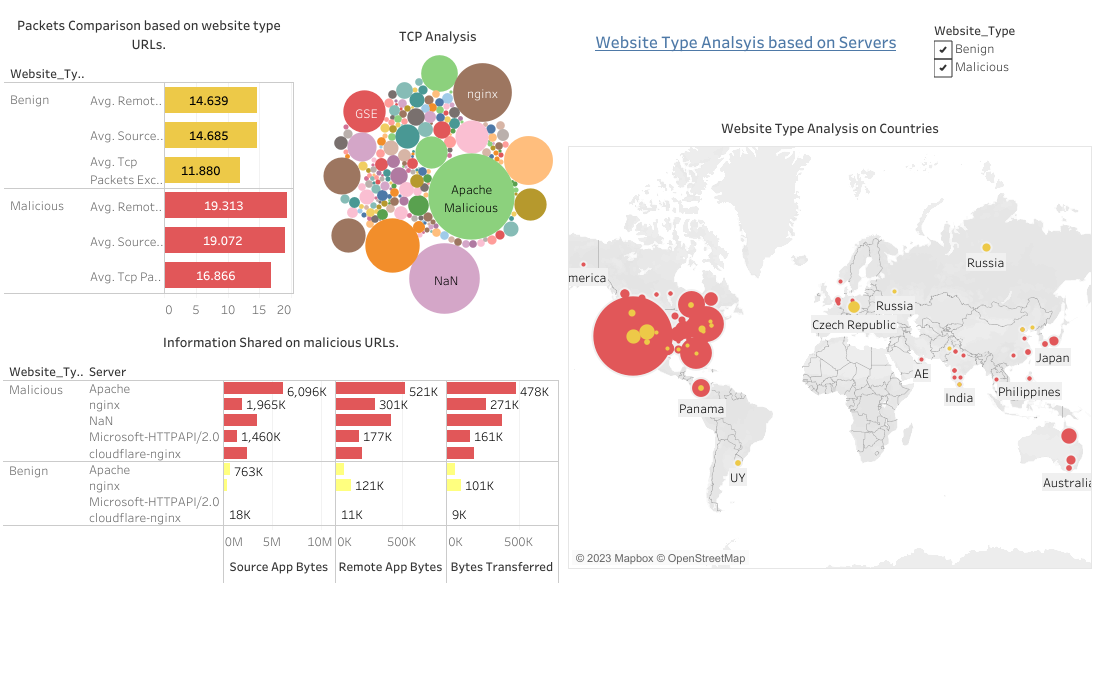 Packets Comparison based on website type
URLs.
Website_Ty..
Benign
Avg. Remot..
14.639
Avg. Source..
14.685
Avg. Tcp
Packets Exc..
11.880
Malicious
Avg. Remot..
19.313
Avg. Source..
19.072
Avg. Tcp Pa..
16.866
0 5 10 15 20
TCP Analysis
nginx
GSE
Apache
Malicious
NaN
Website Type Analsyis based on Servers
Website_Type
Benign
Malicious
Website Type Analysis on Countries
merica
Russia
Russia
Czech Republic
Japan
AE
India
Philippines
Panama
UY
Australia
© 2023 Mapbox © OpenStreetMap
Information Shared on malicious URLs.
Website_Ty.. Server
Malicious Apache 6,096K 521K 478K
nginx 1,965K 301K 271K
NaN
Microsoft-HTTPAPI/2.0 1,460K 177K 161K
cloudflare-nginx
Benign Apache 763K
nginx 121K 101K
Microsoft-HTTPAPI/2.0
cloudflare-nginx 18K 11K 9K
0M 5M 10M 0K 500K 0K 500K
Source App Bytes Remote App Bytes Bytes Transferred